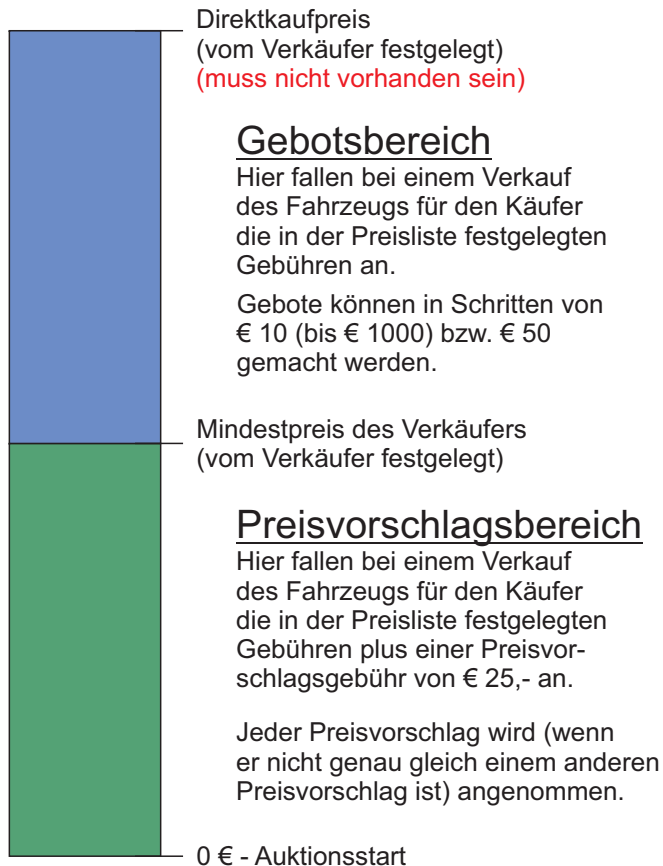 Direktkaufpreis
(vom Verkäufer festgelegt)
(muss nicht vorhanden sein)
Gebotsbereich
Hier fallen bei einem Verkauf
des Fahrzeugs für den Käufer
die in der Preisliste festgelegten
Gebühren an.
Gebote können in Schritten von
€ 10 (bis € 1000) bzw. € 50
gemacht werden.
Mindestpreis des Verkäufers
(vom Verkäufer festgelegt)
Preisvorschlagsbereich
Hier fallen bei einem Verkauf
des Fahrzeugs für den Käufer
die in der Preisliste festgelegten
Gebühren plus einer Preisvor-
schlagsgebühr von € 25,- an.
Jeder Preisvorschlag wird (wenn
er nicht genau gleich einem anderen
Preisvorschlag ist) angenommen.
0 € - Auktionsstart